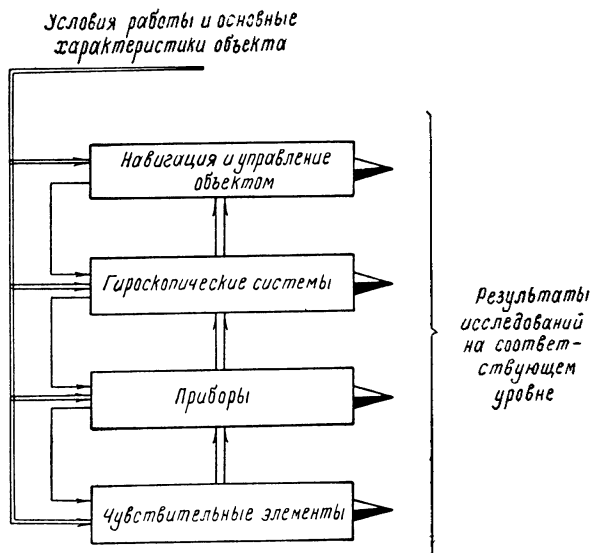 Условия работы и основные
характеристики объекта
Навигация и управление
объектом
Гироскопические системы
Приборы
Чувствительные элементы
Результаты
исследований
на соответ-
ствующем
уровне